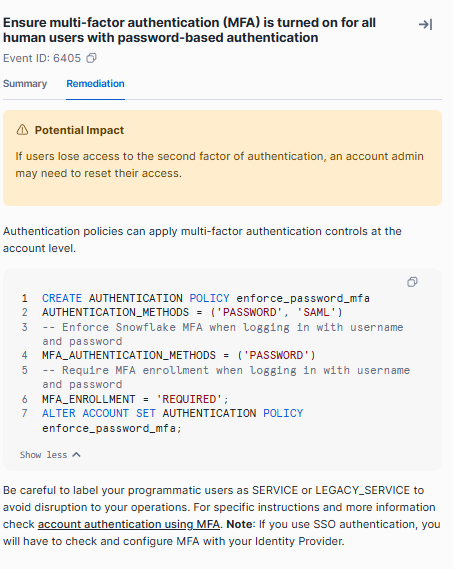 Ensure multi-factor authentication (MFA) is turned on for all
human users with password-based authentication
Event ID: 6405
Summary
Remediation
Potential Impact
If users lose access to the second factor of authentication, an account admin
may need to reset their access.
Authentication policies can apply multi-factor authentication controls at the
account level.
1 CREATE AUTHENTICATION POLICY enforce_password_mfa
2 AUTHENTICATION_METHODS = ('PASSWORD', 'SAML')
3 -- Enforce Snowflake MFA when logging in with username
and password
4 MFA_AUTHENTICATION_METHODS = ('PASSWORD')
5 -- Require MFA enrollment when logging in with username
and password
6 MFA_ENROLLMENT = 'REQUIRED';
7 ALTER ACCOUNT SET AUTHENTICATION POLICY
enforce_password_mfa;
Show less
Be careful to label your programmatic users as SERVICE or LEGACY_SERVICE to
avoid disruption to your operations. For specific instructions and more information
check account authentication using MFA. Note: If you use SSO authentication, you
will have to check and configure MFA with your Identity Provider.